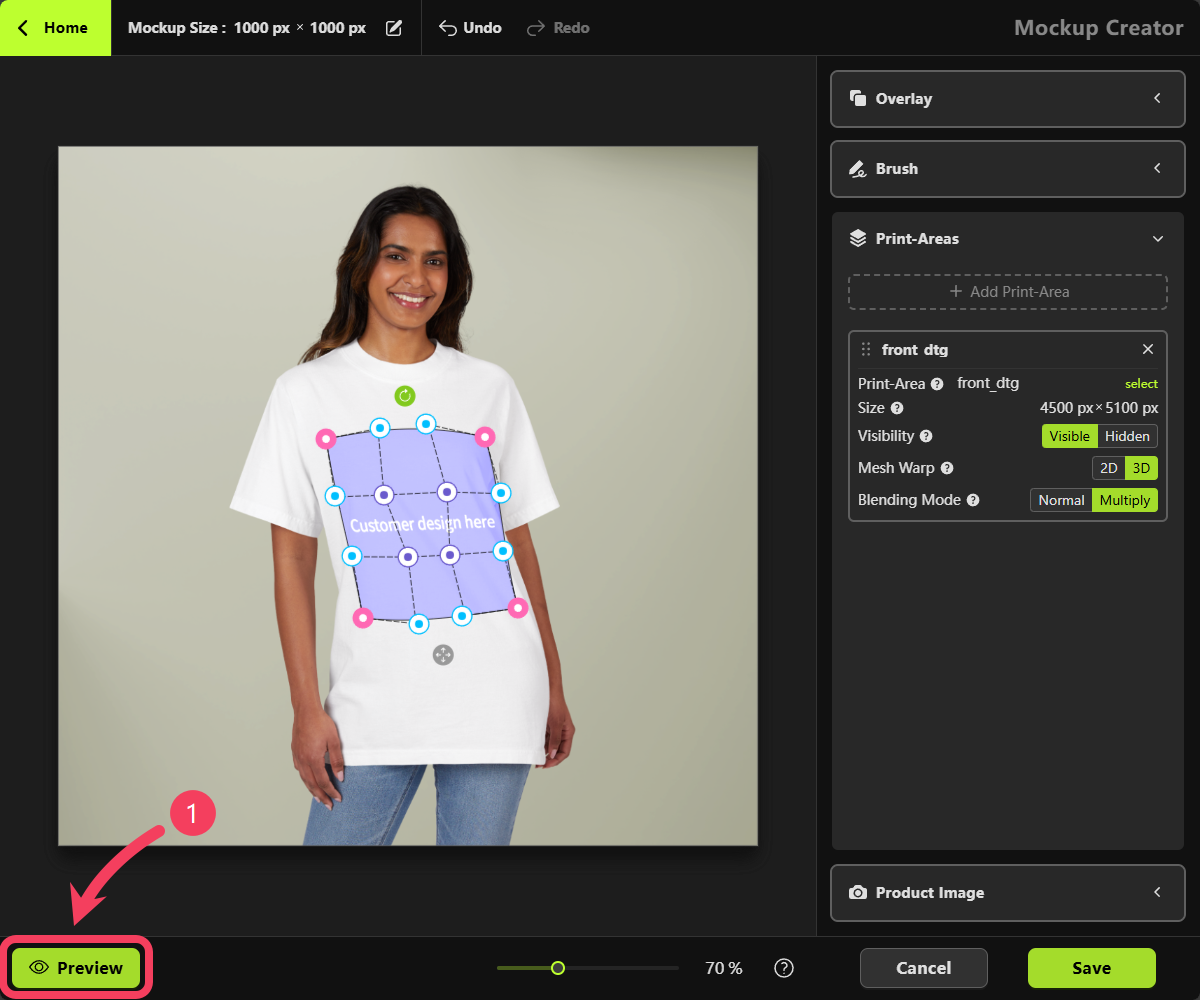 Home
Mockup Size : 1000 px × 1000 px
Undo
Redo
Mockup Creator
Overlay
Brush
Print-Areas
+ Add Print-Area
front_dtg
Print-Area ? front_dtg select
Size ? 4500 px×5100 px
Visibility ? Visible Hidden
Mesh Warp ? 2D 3D
Blending Mode ? Normal Multiply
Customer design here
Product Image
1
Preview
70 %
?
Cancel
Save